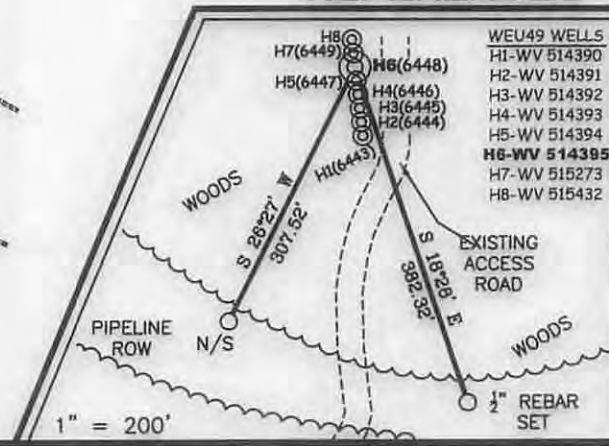 H8
H7(6449)
H6(6448)
H5(6447)
H4(6446)
H3(6445)
H2(6444)
H1(6443)
WEU49 WELLS
H1-WV 514390
H2-WV 514391
H3-WV 514392
H4-WV 514393
H5-WV 514394
H6-WV 514395
H7-WV 515273
H8-WV 515432
WOODS
S 26°27' W
307.52'
S 18°28' E
382.32'
EXISTING
ACCESS
ROAD
PIPELINE
ROW
N/S
WOODS
½" REBAR
SET
1" = 200'